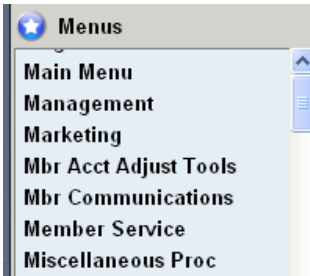 Menus
Main Menu
Management
Marketing
Mbr Acct Adjust Tools
Mbr Communications
Member Service
Miscellaneous Proc